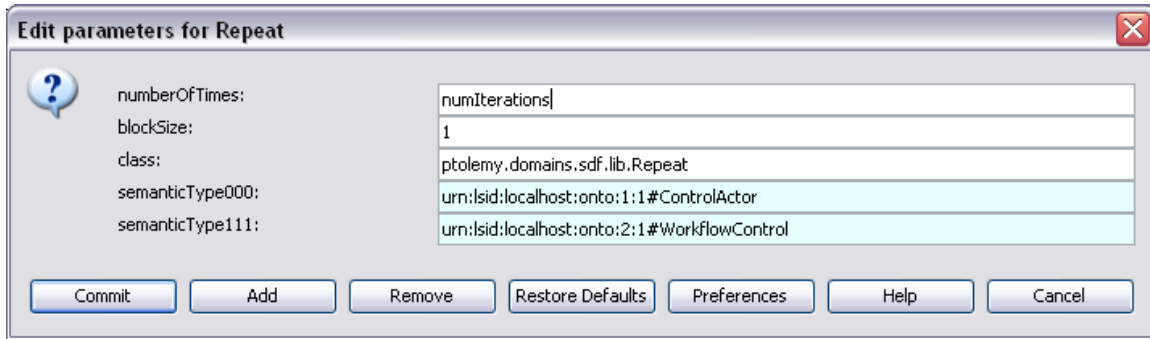 Edit parameters for Repeat
?
numberOfTimes: numIterations
blockSize: 1
class: ptolemy.domains.sdf.lib.Repeat
semanticType000: urn:lsid:localhost:onto:1:1#ControlActor
semanticType111: urn:lsid:localhost:onto:2:1#WorkflowControl
Commit Add Remove Restore Defaults Preferences Help Cancel